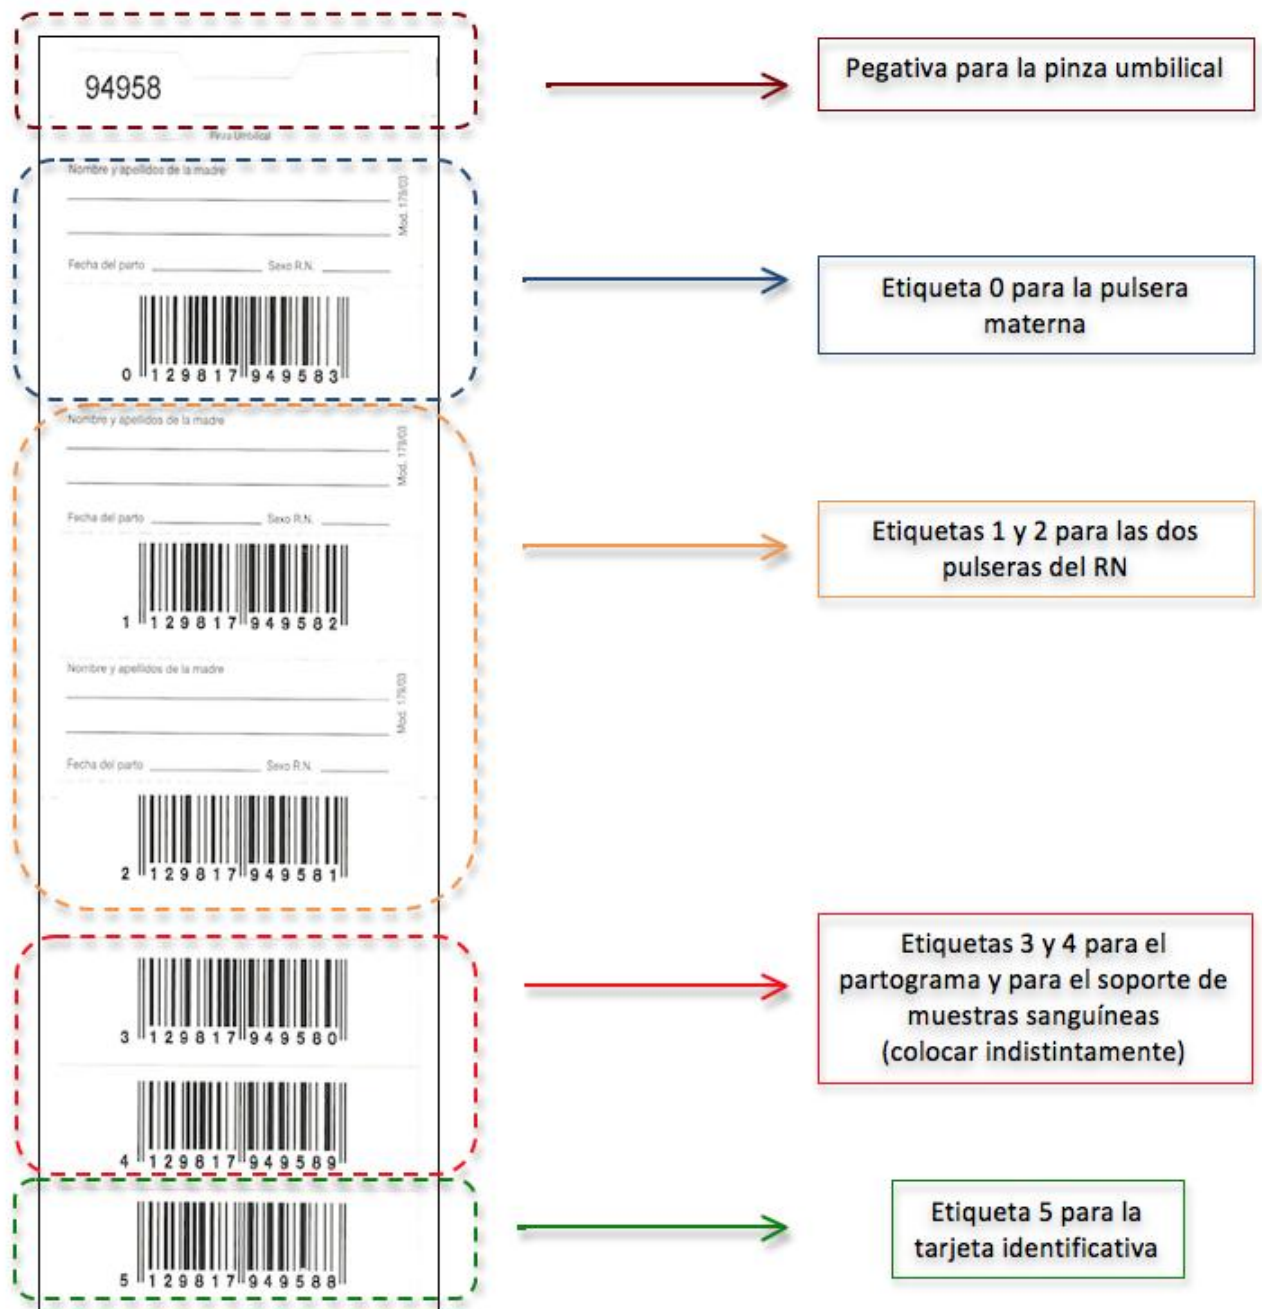 94958
Pegativa para la pinza umbilical
Pinza Umbilical
Nombre y apellidos de la madre
Mod. 179/03
Fecha del parto Sexo R.N.
0 129817 949583
Etiqueta 0 para la pulsera
materna
Nombre y apellidos de la madre
Mod. 179/03
Fecha del parto Sexo R.N.
1 129817 949582
Etiquetas 1 y 2 para las dos
pulseras del RN
Nombre y apellidos de la madre
Mod. 179/03
Fecha del parto Sexo R.N.
2 129817 949581
3 129817 949580
4 129817 949589
Etiquetas 3 y 4 para el
partograma y para el soporte de
muestras sanguíneas
(colocar indistintamente)
5 129817 949588
Etiqueta 5 para la
tarjeta identificativa